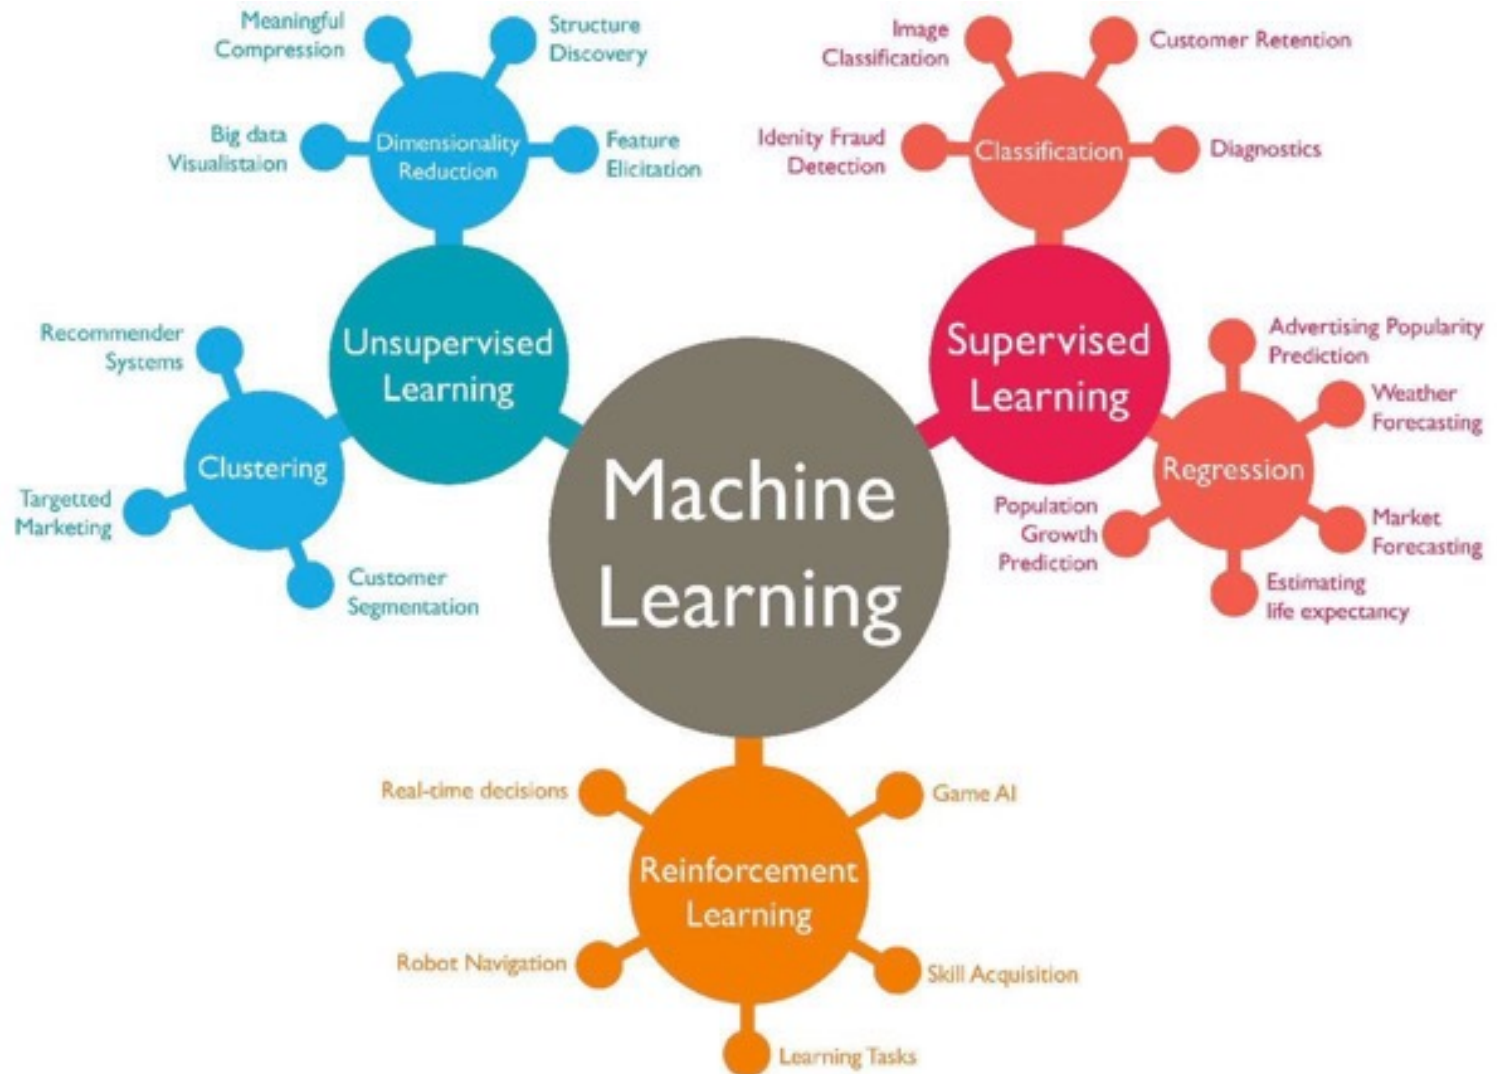 Meaningful
Compression
Structure
Discovery
Big data
Visualistaion
Dimensionality
Reduction
Feature
Elicitation
Image
Classification
Customer Retention
Idenity Fraud
Detection
Classification
Diagnostics
Unsupervised
Learning
Supervised
Learning
Recommender
Systems
Clustering
Targetted
Marketing
Customer
Segmentation
Machine
Learning
Advertising Popularity
Prediction
Weather
Forecasting
Regression
Population
Growth
Prediction
Market
Forecasting
Estimating
life expectancy
Real-time decisions
Game AI
Reinforcement
Learning
Robot Navigation
Skill Acquisition
Learning Tasks